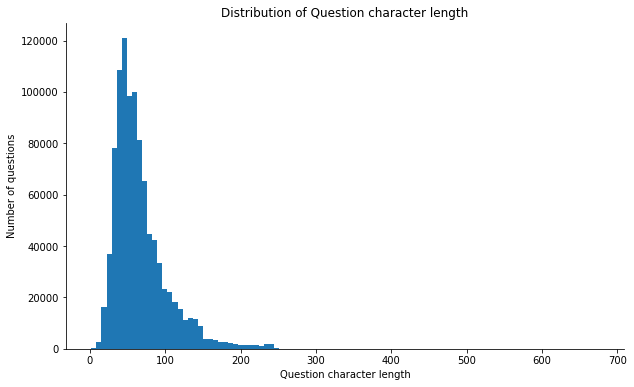 Distribution of Question character length
120000
100000
80000
60000
40000
20000
0
Number of questions
0 100 200 300 400 500 600 700
Question character length